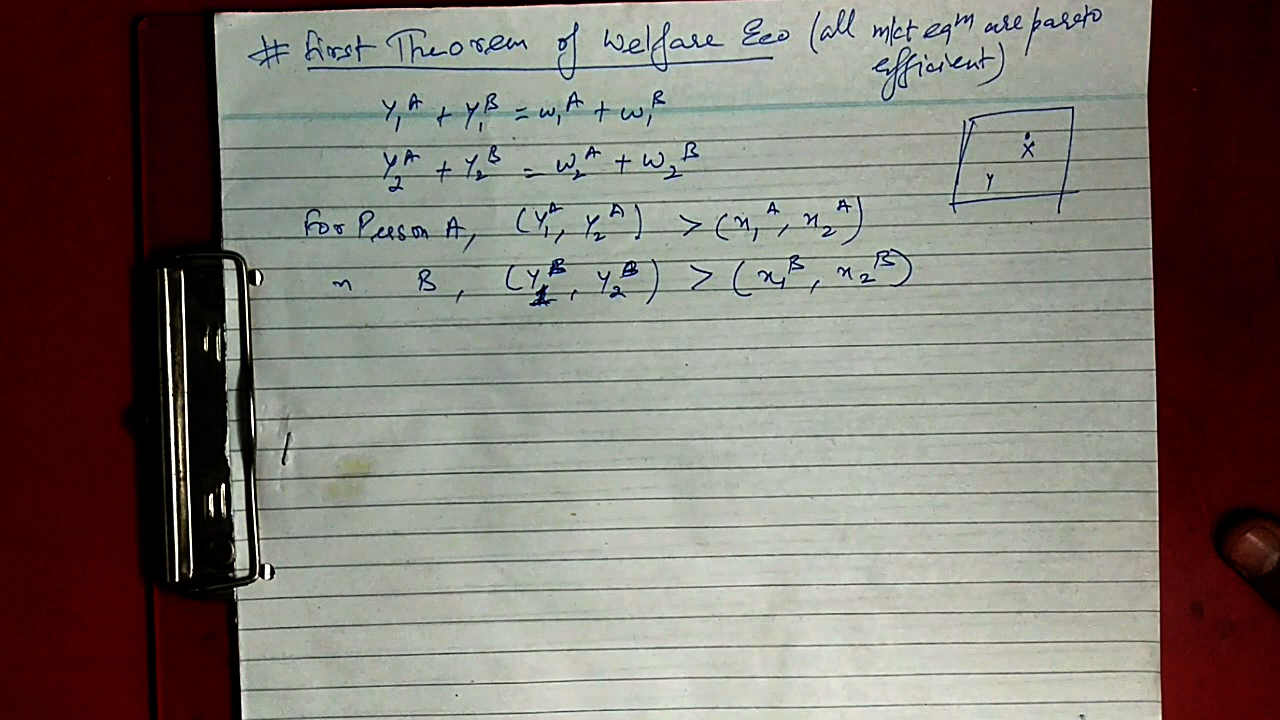 # First Theorem of Welfare Eco (all mkt eqm are pareto
efficient)
Y₁ᴬ + Y₁ᴮ = w₁ᴬ + w₁ᴮ
Y₂ᴬ + Y₂ᴮ = w₂ᴬ + w₂ᴮ
X
Y
For Person A, (Y₁ᴬ, Y₂ᴬ) > (x₁ᴬ, x₂ᴬ)
" B, (Y₁ᴮ, Y₂ᴮ) > (x₁ᴮ, x₂ᴮ)